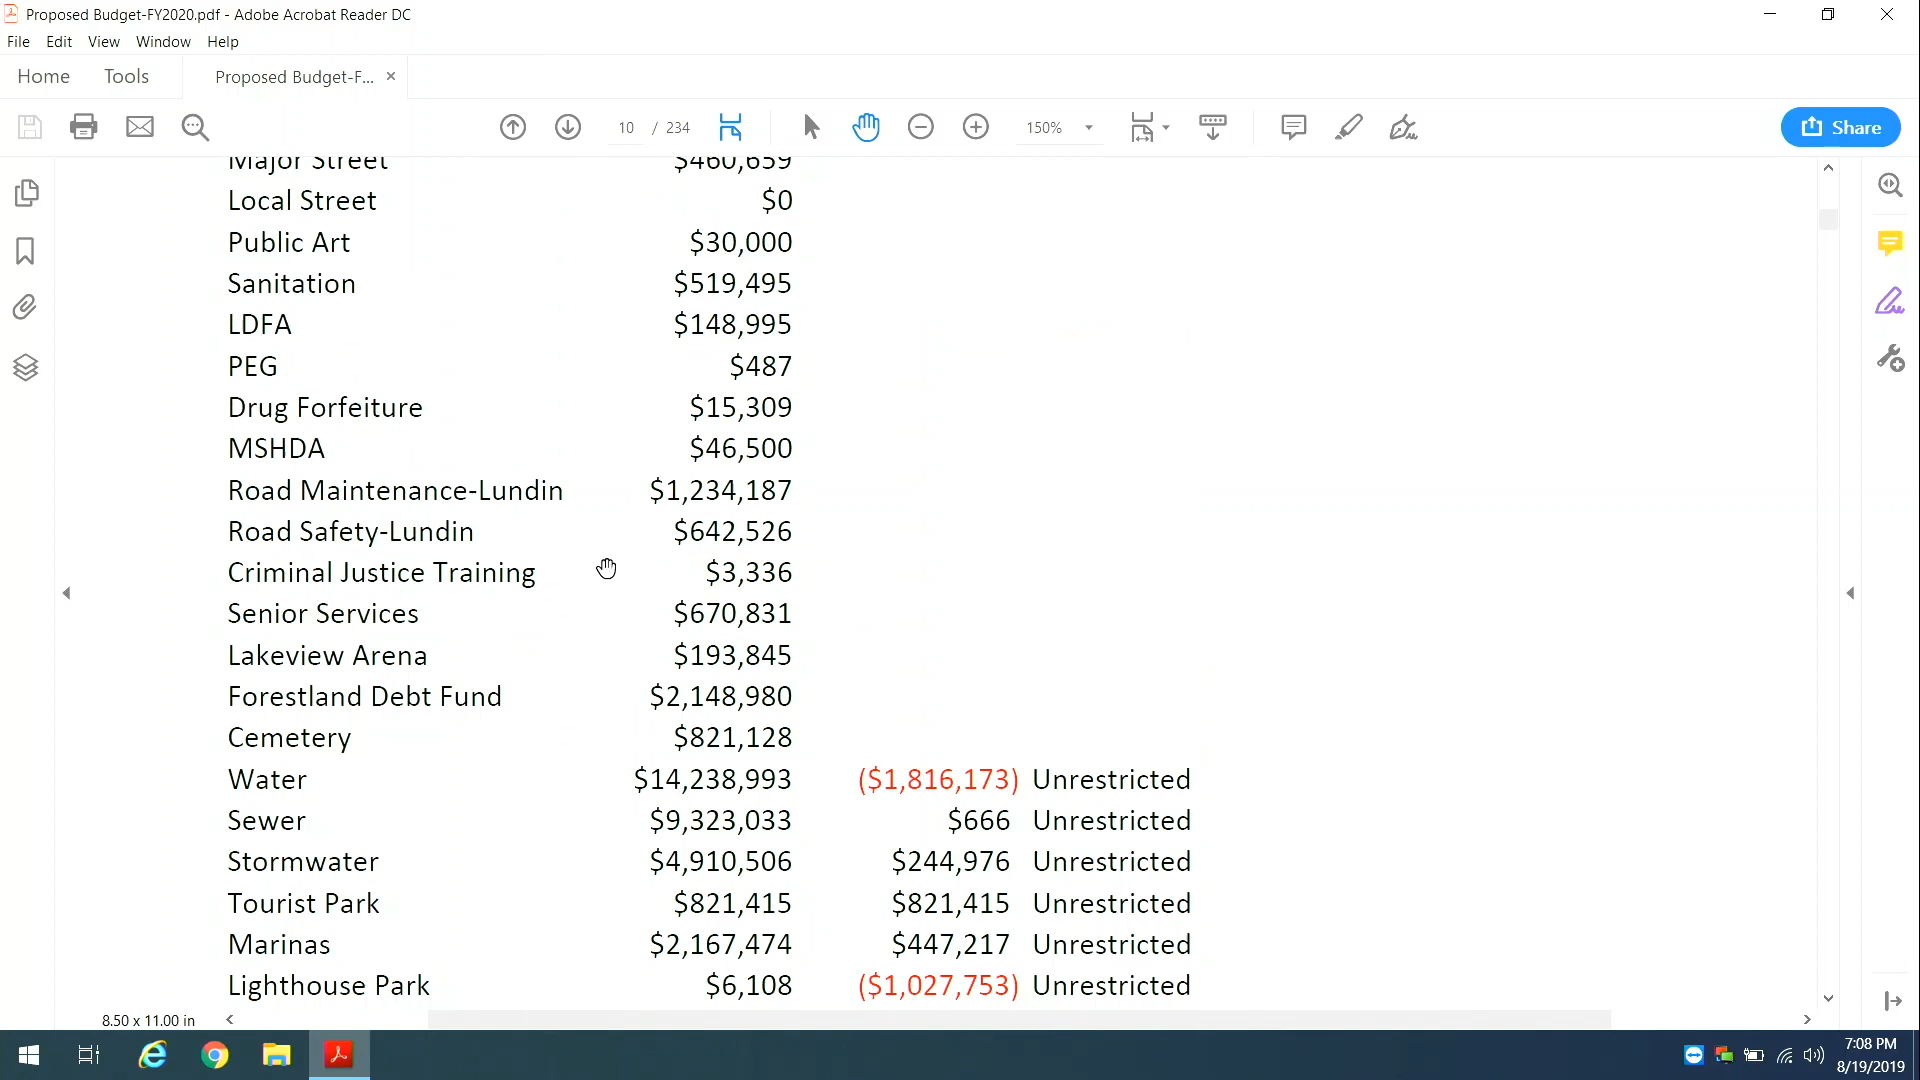 Proposed Budget-FY2020.pdf - Adobe Acrobat Reader DC
File Edit View Window Help
Home Tools Proposed Budget-F... ×
10 / 234 150% Share
Major Street $460,659
Local Street $0
Public Art $30,000
Sanitation $519,495
LDFA $148,995
PEG $487
Drug Forfeiture $15,309
MSHDA $46,500
Road Maintenance-Lundin $1,234,187
Road Safety-Lundin $642,526
Criminal Justice Training $3,336
Senior Services $670,831
Lakeview Arena $193,845
Forestland Debt Fund $2,148,980
Cemetery $821,128
Water $14,238,993 ($1,816,173) Unrestricted
Sewer $9,323,033 $666 Unrestricted
Stormwater $4,910,506 $244,976 Unrestricted
Tourist Park $821,415 $821,415 Unrestricted
Marinas $2,167,474 $447,217 Unrestricted
Lighthouse Park $6,108 ($1,027,753) Unrestricted
8.50 x 11.00 in
7:08 PM
8/19/2019